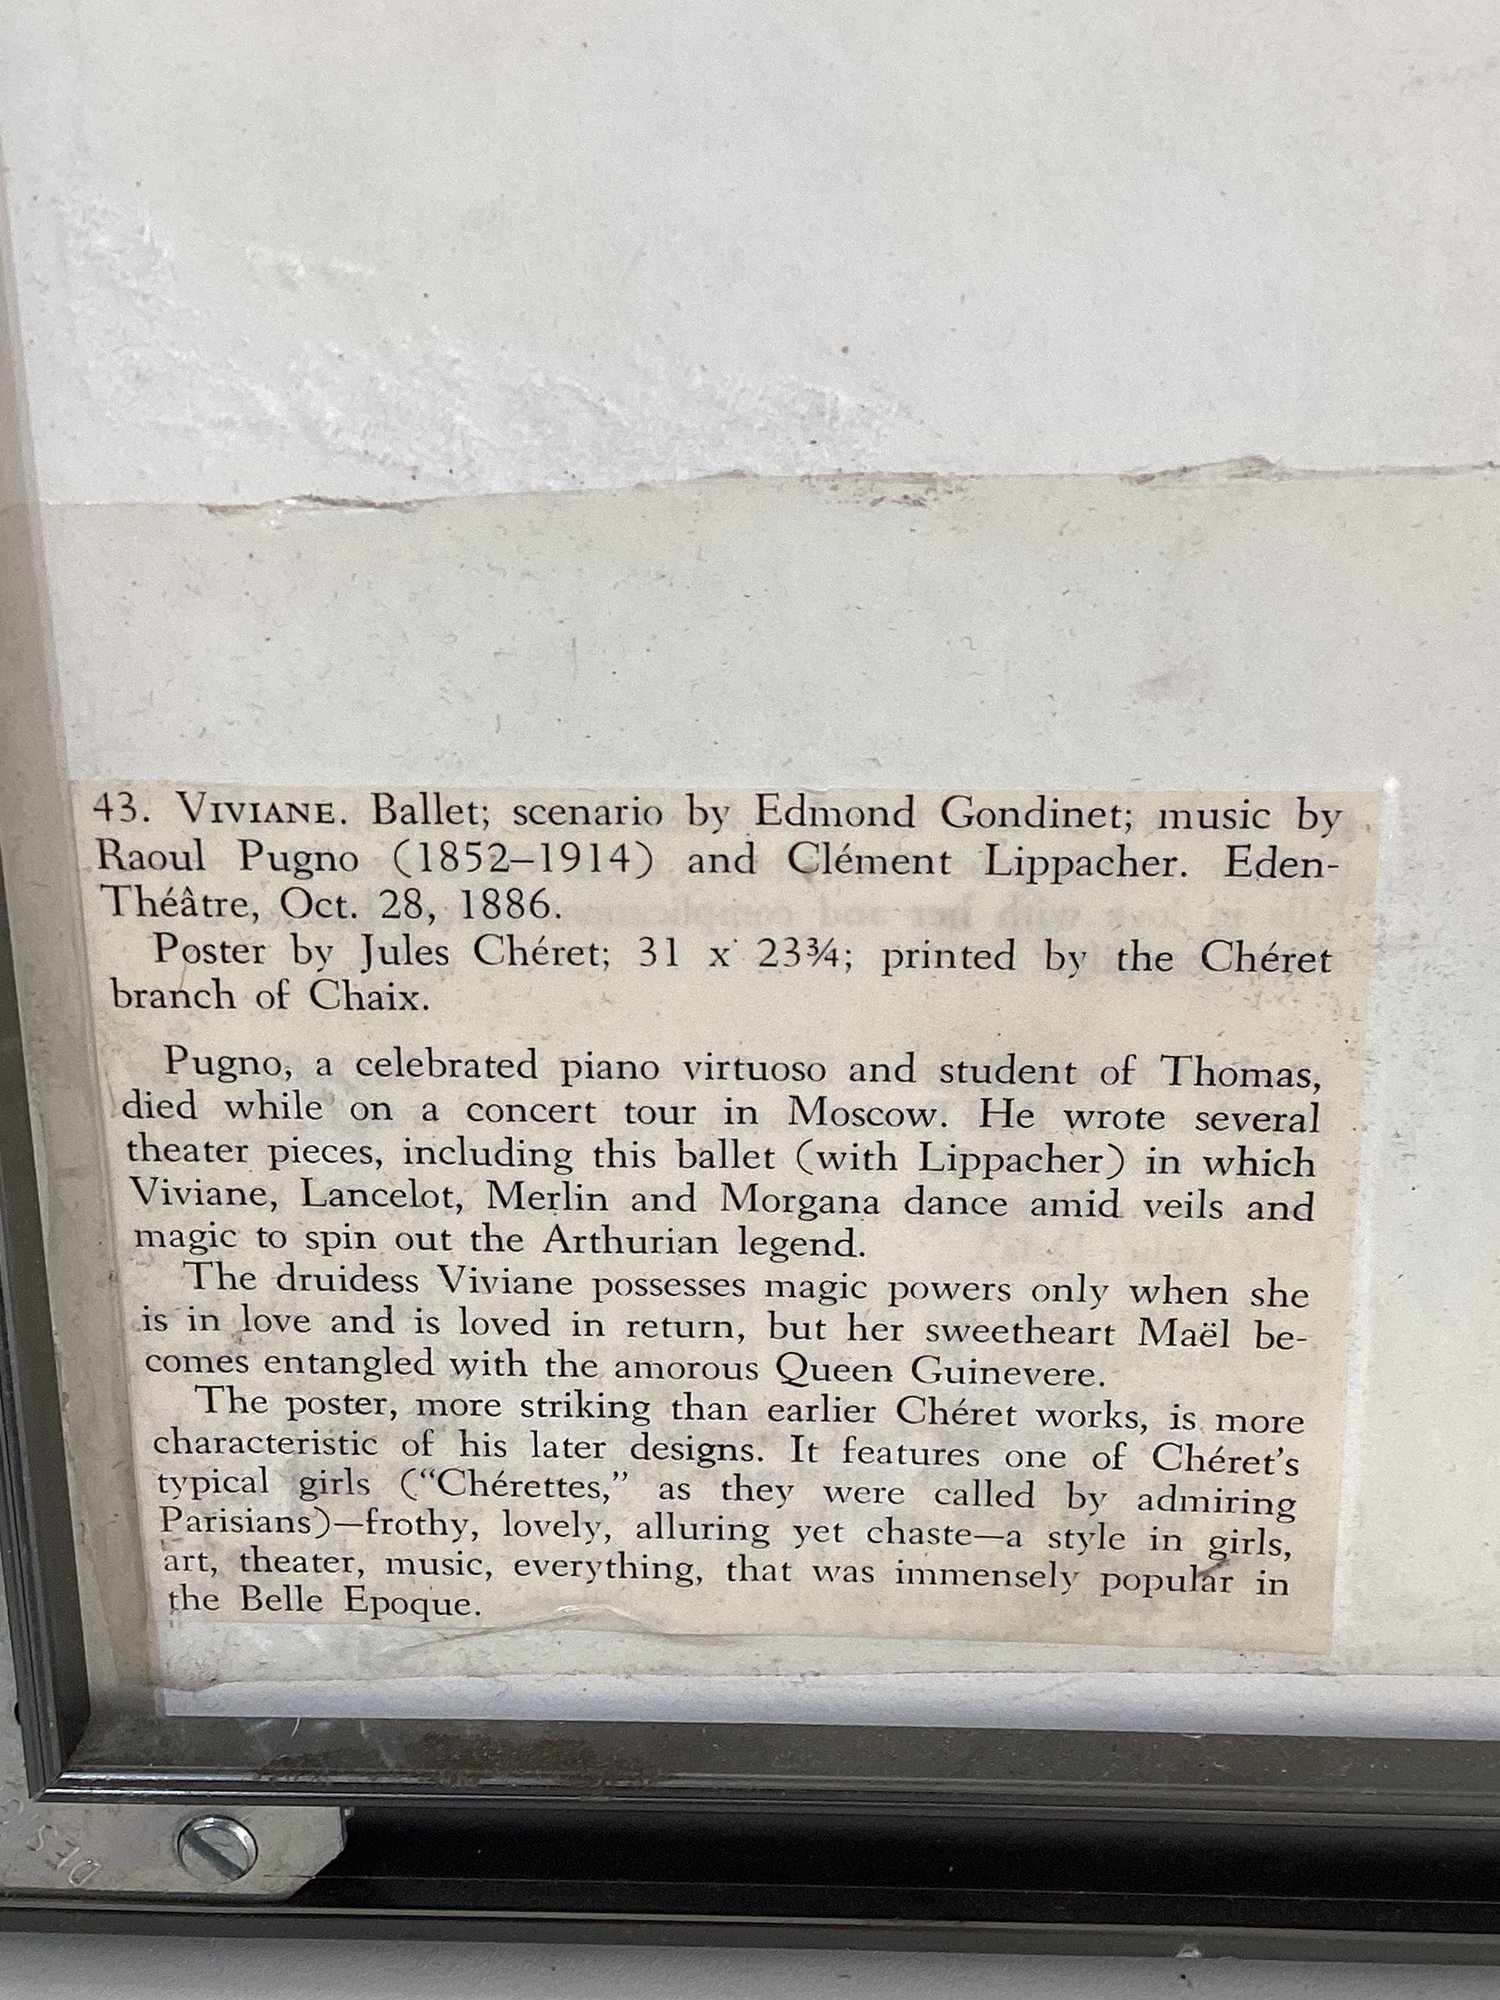 43. VIVIANE. Ballet; scenario by Edmond Gondinet; music by
Raoul Pugno (1852–1914) and Clément Lippacher. Eden-
Théâtre, Oct. 28, 1886.
Poster by Jules Chéret; 31 x 23¾; printed by the Chéret
branch of Chaix.
Pugno, a celebrated piano virtuoso and student of Thomas,
died while on a concert tour in Moscow. He wrote several
theater pieces, including this ballet (with Lippacher) in which
Viviane, Lancelot, Merlin and Morgana dance amid veils and
magic to spin out the Arthurian legend.
The druidess Viviane possesses magic powers only when she
is in love and is loved in return, but her sweetheart Maël be-
comes entangled with the amorous Queen Guinevere.
The poster, more striking than earlier Chéret works, is more
characteristic of his later designs. It features one of Chéret's
typical girls ("Chérettes," as they were called by admiring
Parisians)—frothy, lovely, alluring yet chaste—a style in girls,
art, theater, music, everything, that was immensely popular in
the Belle Epoque.
DES